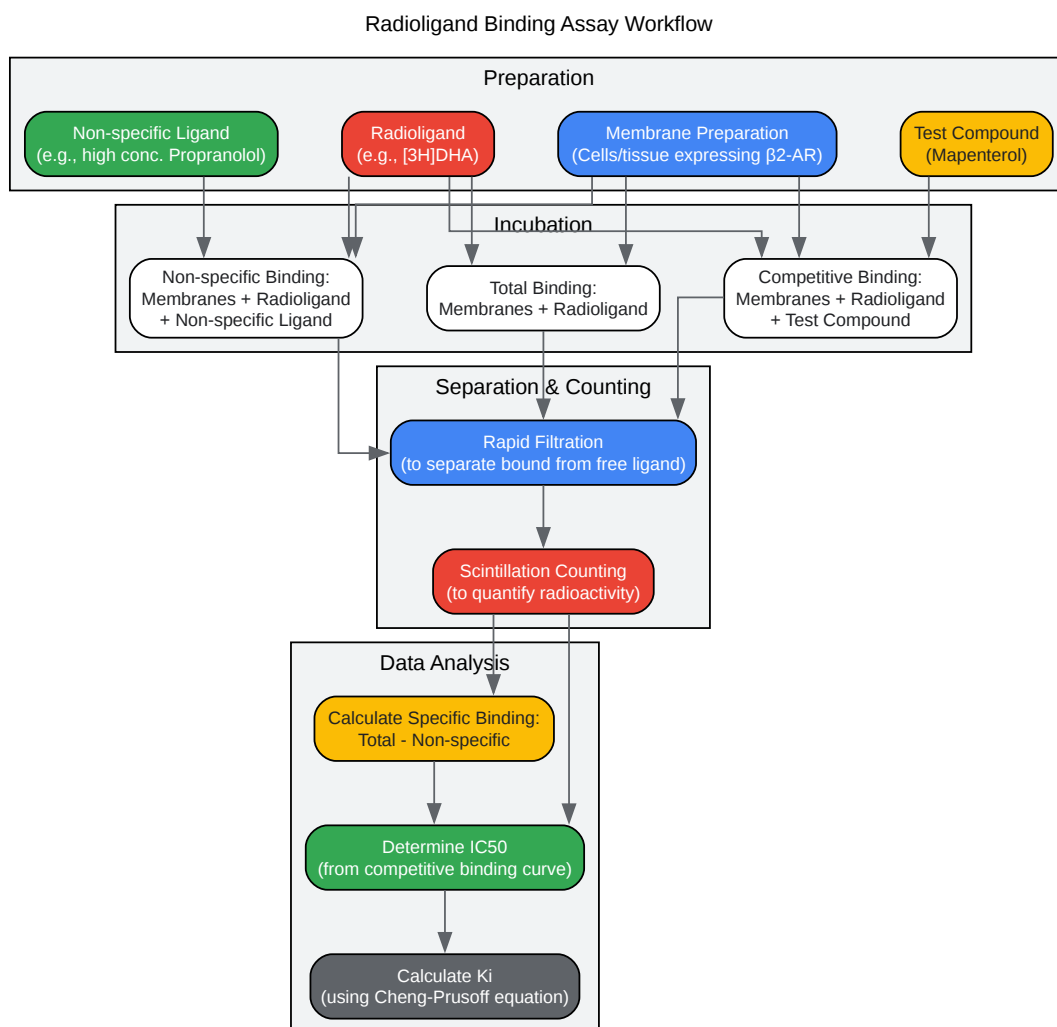 Radioligand Binding Assay Workflow
Preparation
Non-specific Ligand
(e.g., high conc. Propranolol)
Radioligand
(e.g., [3H]DHA)
Membrane Preparation
(Cells/tissue expressing β2-AR)
Test Compound
(Mapenterol)
Incubation
Non-specific Binding:
Membranes + Radioligand
+ Non-specific Ligand
Total Binding:
Membranes + Radioligand
Competitive Binding:
Membranes + Radioligand
+ Test Compound
Separation & Counting
Rapid Filtration
(to separate bound from free ligand)
Scintillation Counting
(to quantify radioactivity)
Data Analysis
Calculate Specific Binding:
Total - Non-specific
Determine IC50
(from competitive binding curve)
Calculate Ki
(using Cheng-Prusoff equation)